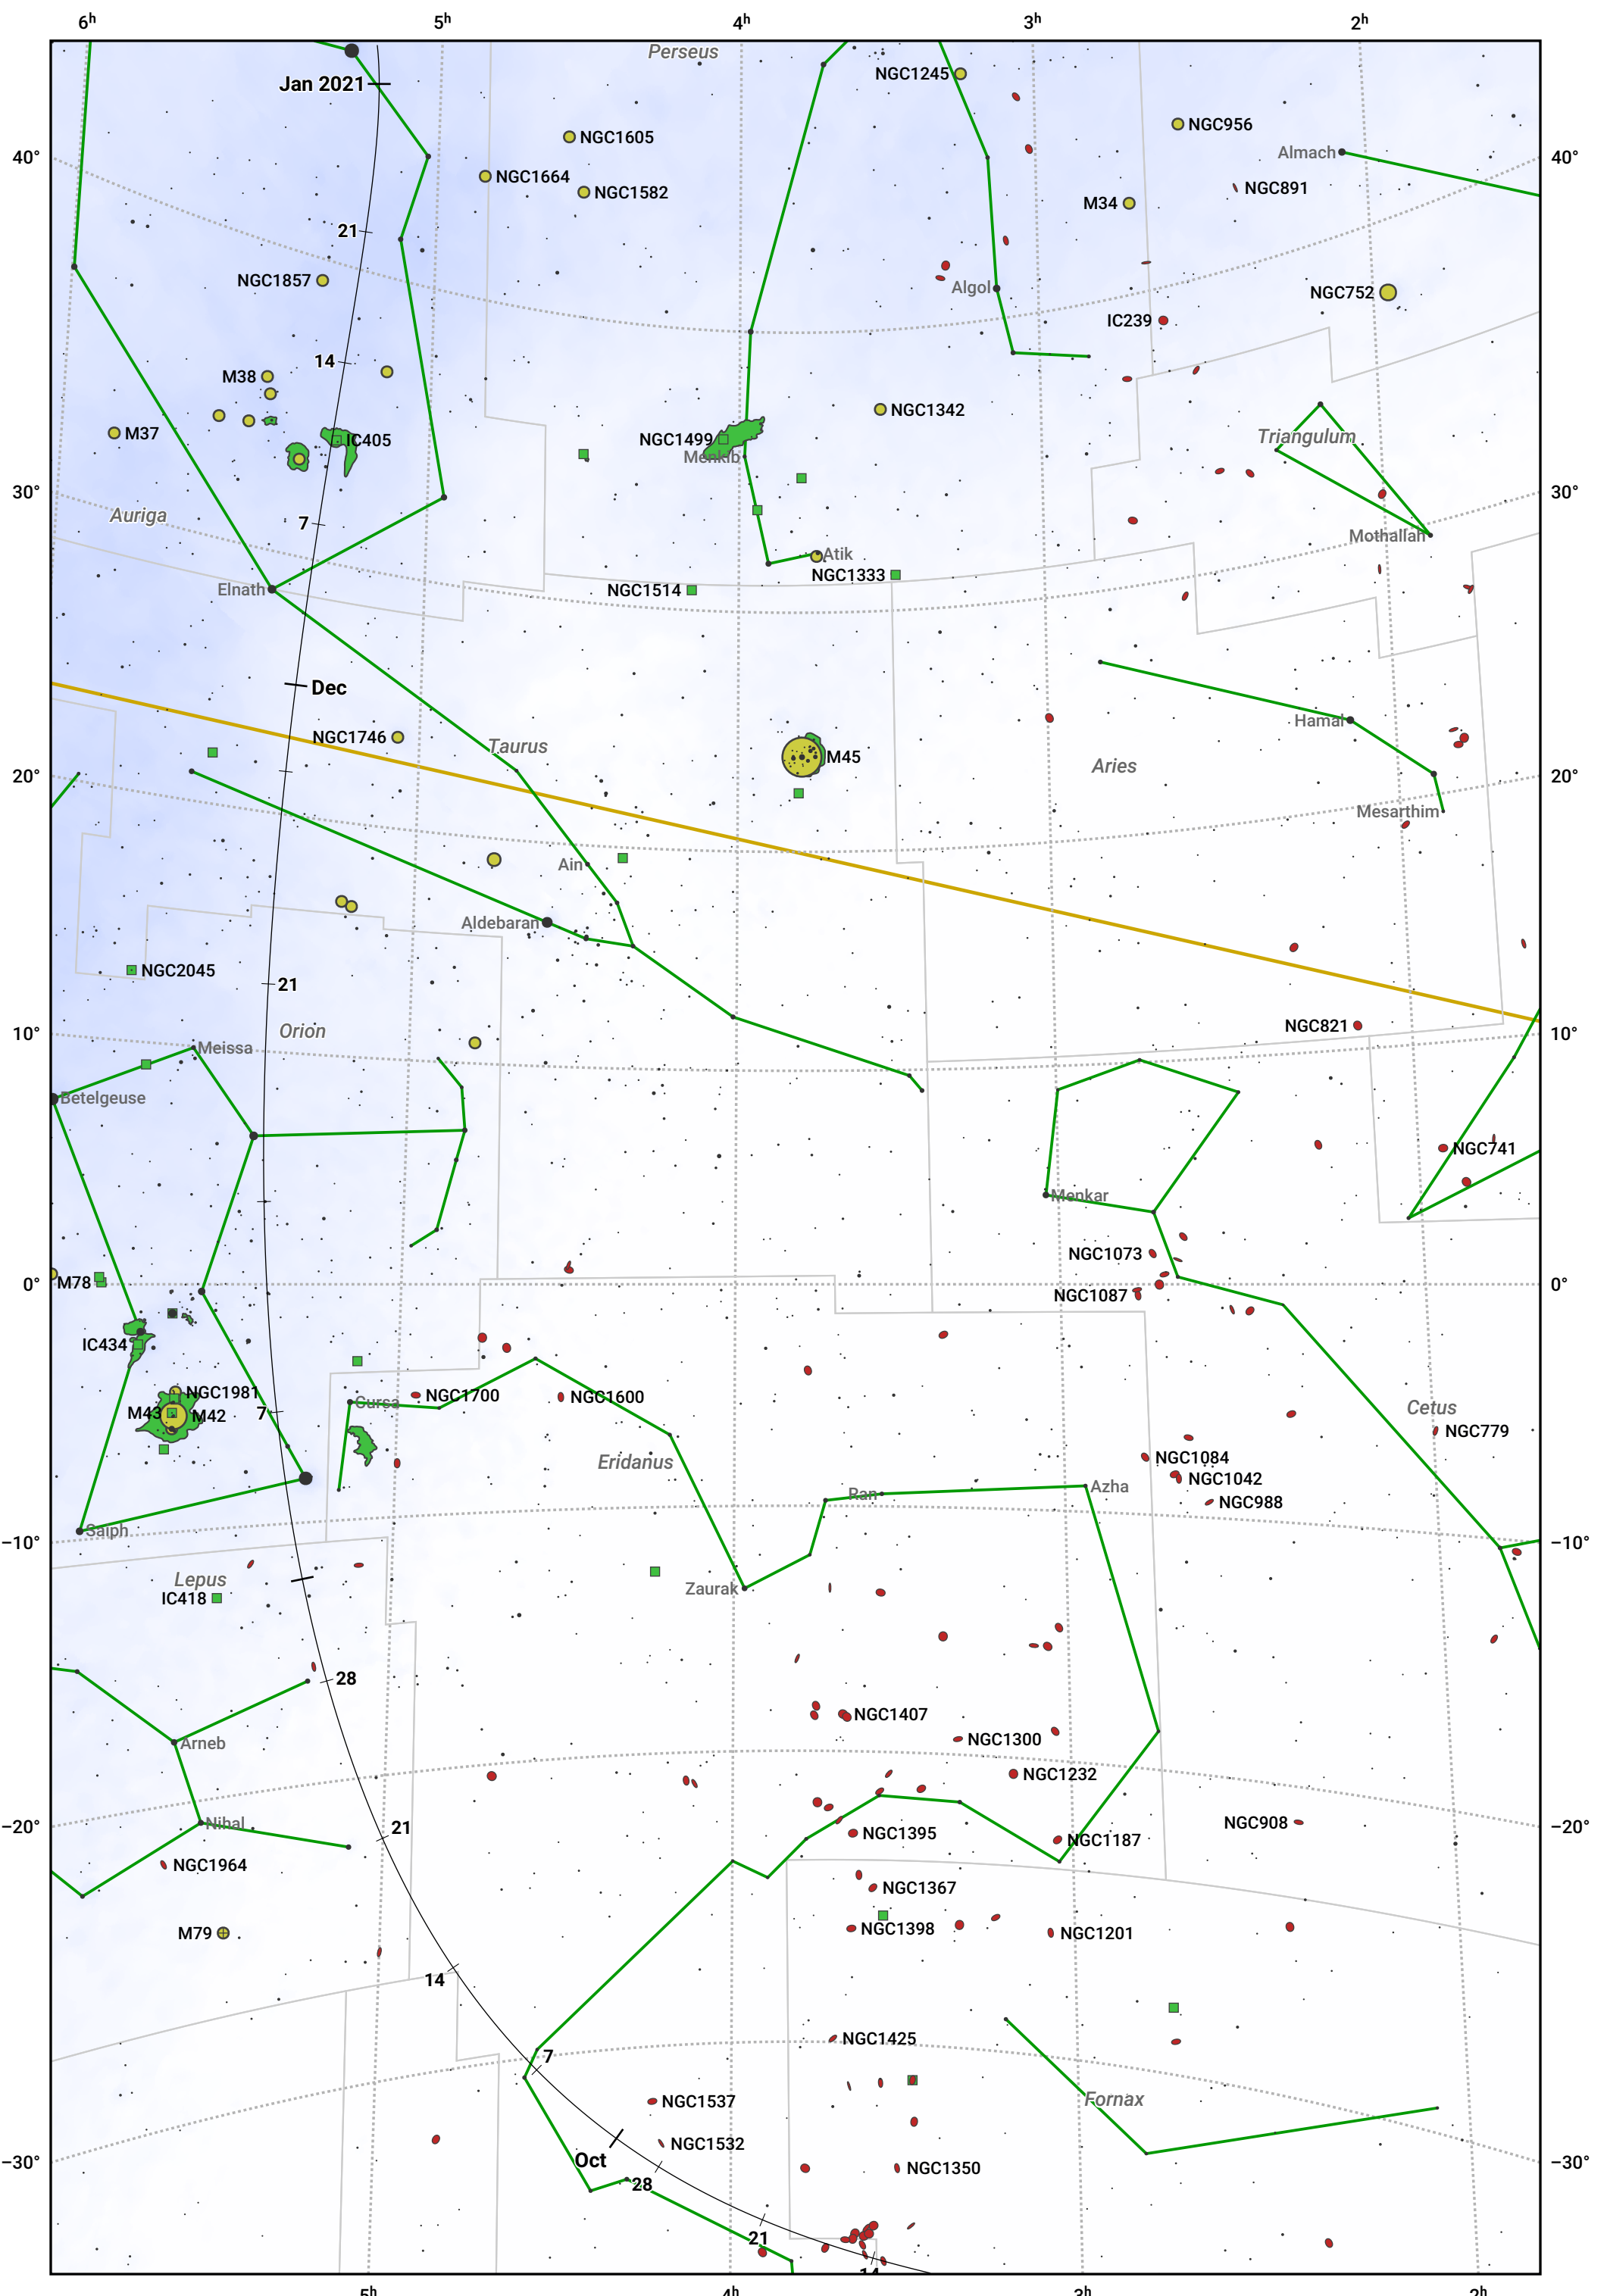 6h 5h 4h 3h 2h
Perseus
NGC1245
Jan 2021
NGC956
NGC1605
40° Almach 40°
NGC1664
NGC891
NGC1582
M34
21
NGC1857
Algol
NGC752
IC239
14
M38
NGC1342
M37
Triangulum
IC405
NGC1499
Menkib
30° 30°
7
Auriga
Mothallah
Atik
NGC1333
Elnath
NGC1514
Dec
Hamal
NGC1746
Taurus
M45
Aries
20° 20°
Mesarthim
Ain
Aldebaran
NGC2045
21
NGC821
Orion
10° 10°
Meissa
Betelgeuse
NGC741
Menkar
NGC1073
M78
0° 0°
NGC1087
IC434
NGC1981
NGC1700
NGC1600
Cursa
Cetus
M43
M42
7
NGC779
NGC1084
Eridanus
NGC1042
Azha
Ran
NGC988
Saiph
−10° −10°
Lepus
Zaurak
IC418
28
NGC1407
NGC1300
Arneb
NGC1232
NGC908
Nihal
−20° −20°
21
NGC1395
NGC1187
NGC1964
NGC1367
NGC1398
M79
NGC1201
14
NGC1425
7
Fornax
NGC1537
NGC1532
Oct
−30° −30°
NGC1350
28
21
14
5h 4h 3h 2h